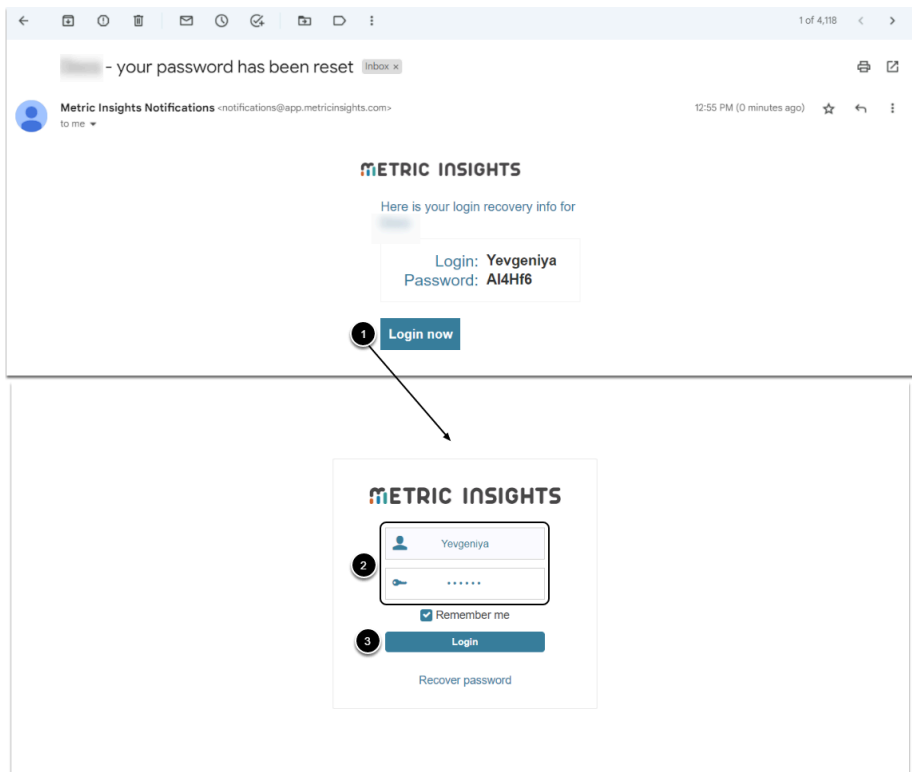 1 of 4,118
- your password has been reset Inbox ×
Metric Insights Notifications <notifications@app.metricinsights.com>
12:55 PM (0 minutes ago)
to me
METRIC INSIGHTS
Here is your login recovery info for
Login: Yevgeniya
Password: Al4Hf6
1 Login now
METRIC INSIGHTS
Yevgeniya
2
Remember me
3 Login
Recover password